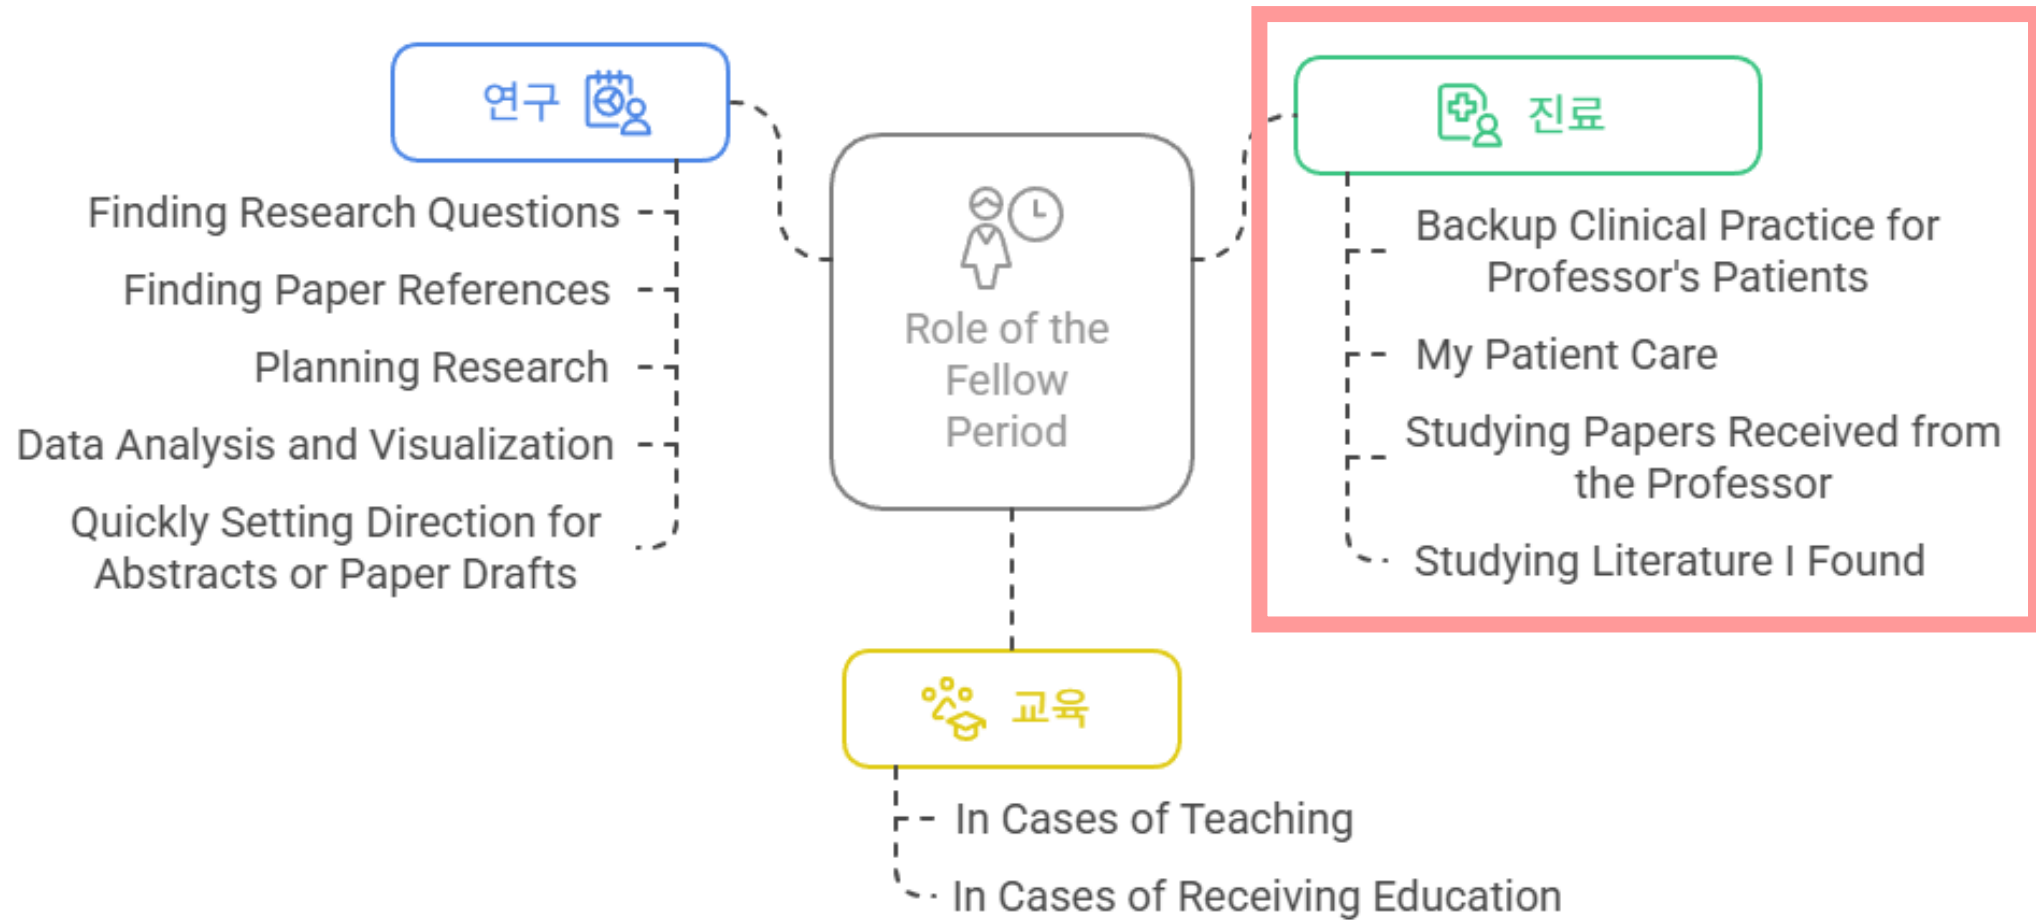 연구
Finding Research Questions
Finding Paper References
Planning Research
Data Analysis and Visualization
Quickly Setting Direction for
Abstracts or Paper Drafts
Role of the
Fellow
Period
진료
Backup Clinical Practice for
Professor's Patients
My Patient Care
Studying Papers Received from
the Professor
Studying Literature I Found
교육
In Cases of Teaching
In Cases of Receiving Education